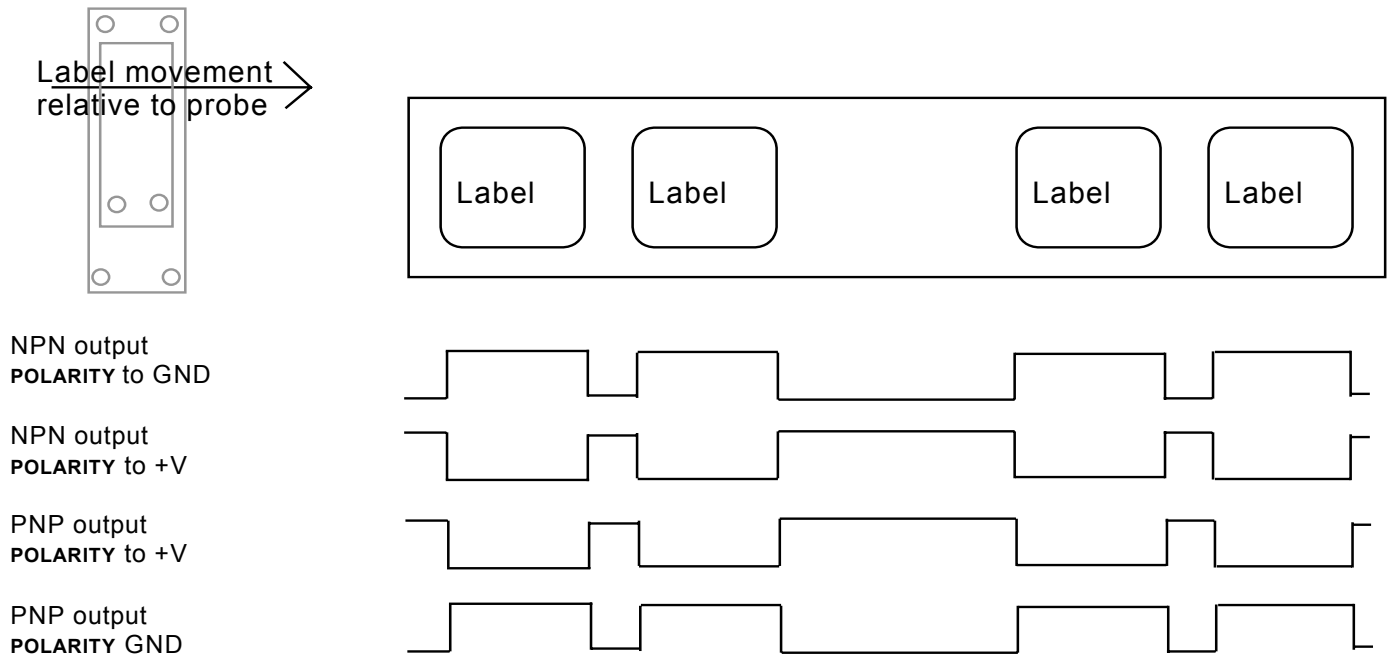 Label movement
relative to probe
Label
Label
Label
Label
NPN output
POLARITY to GND
NPN output
POLARITY to +V
PNP output
POLARITY to +V
PNP output
POLARITY GND